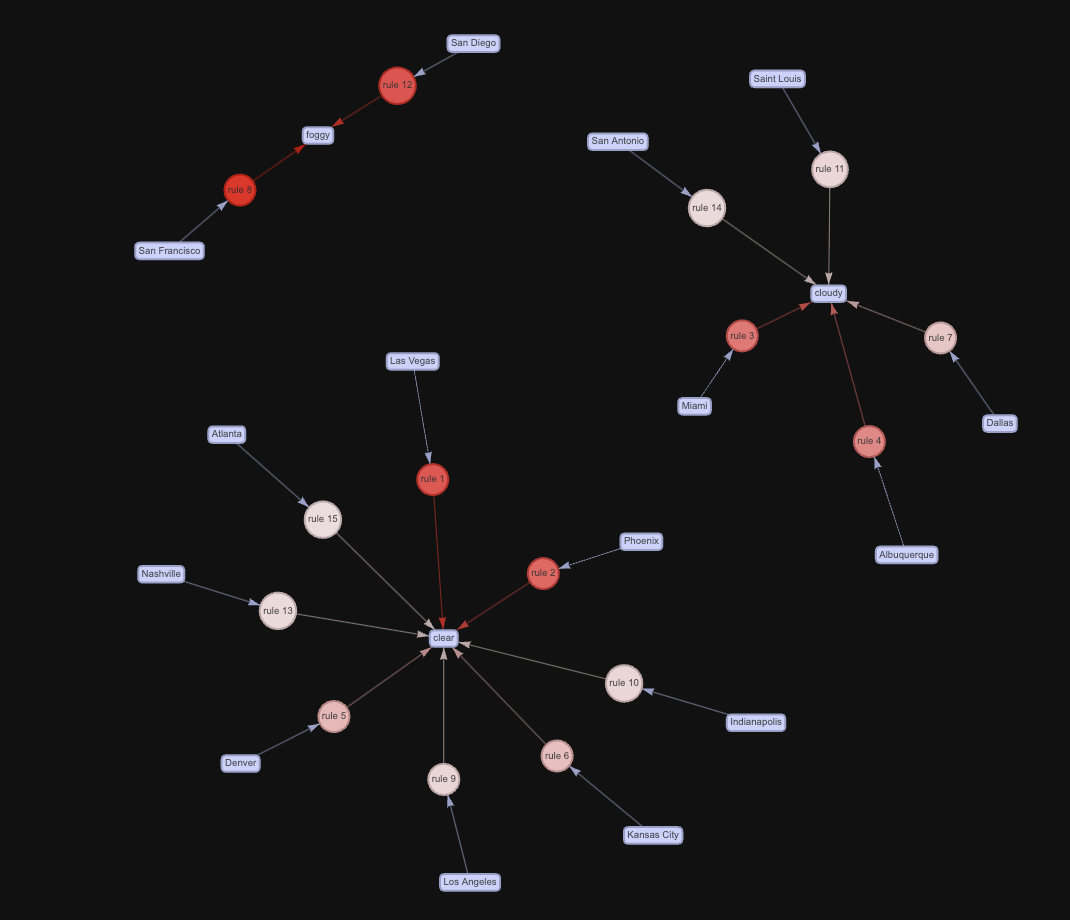 San Diego
rule 12
foggy
rule 8
San Francisco
Saint Louis
San Antonio
rule 11
rule 14
cloudy
rule 3
rule 7
Miami
Dallas
rule 4
Albuquerque
Las Vegas
Atlanta
rule 1
rule 15
Phoenix
Nashville
rule 2
rule 13
clear
rule 10
rule 5
Indianapolis
rule 6
Denver
rule 9
Kansas City
Los Angeles